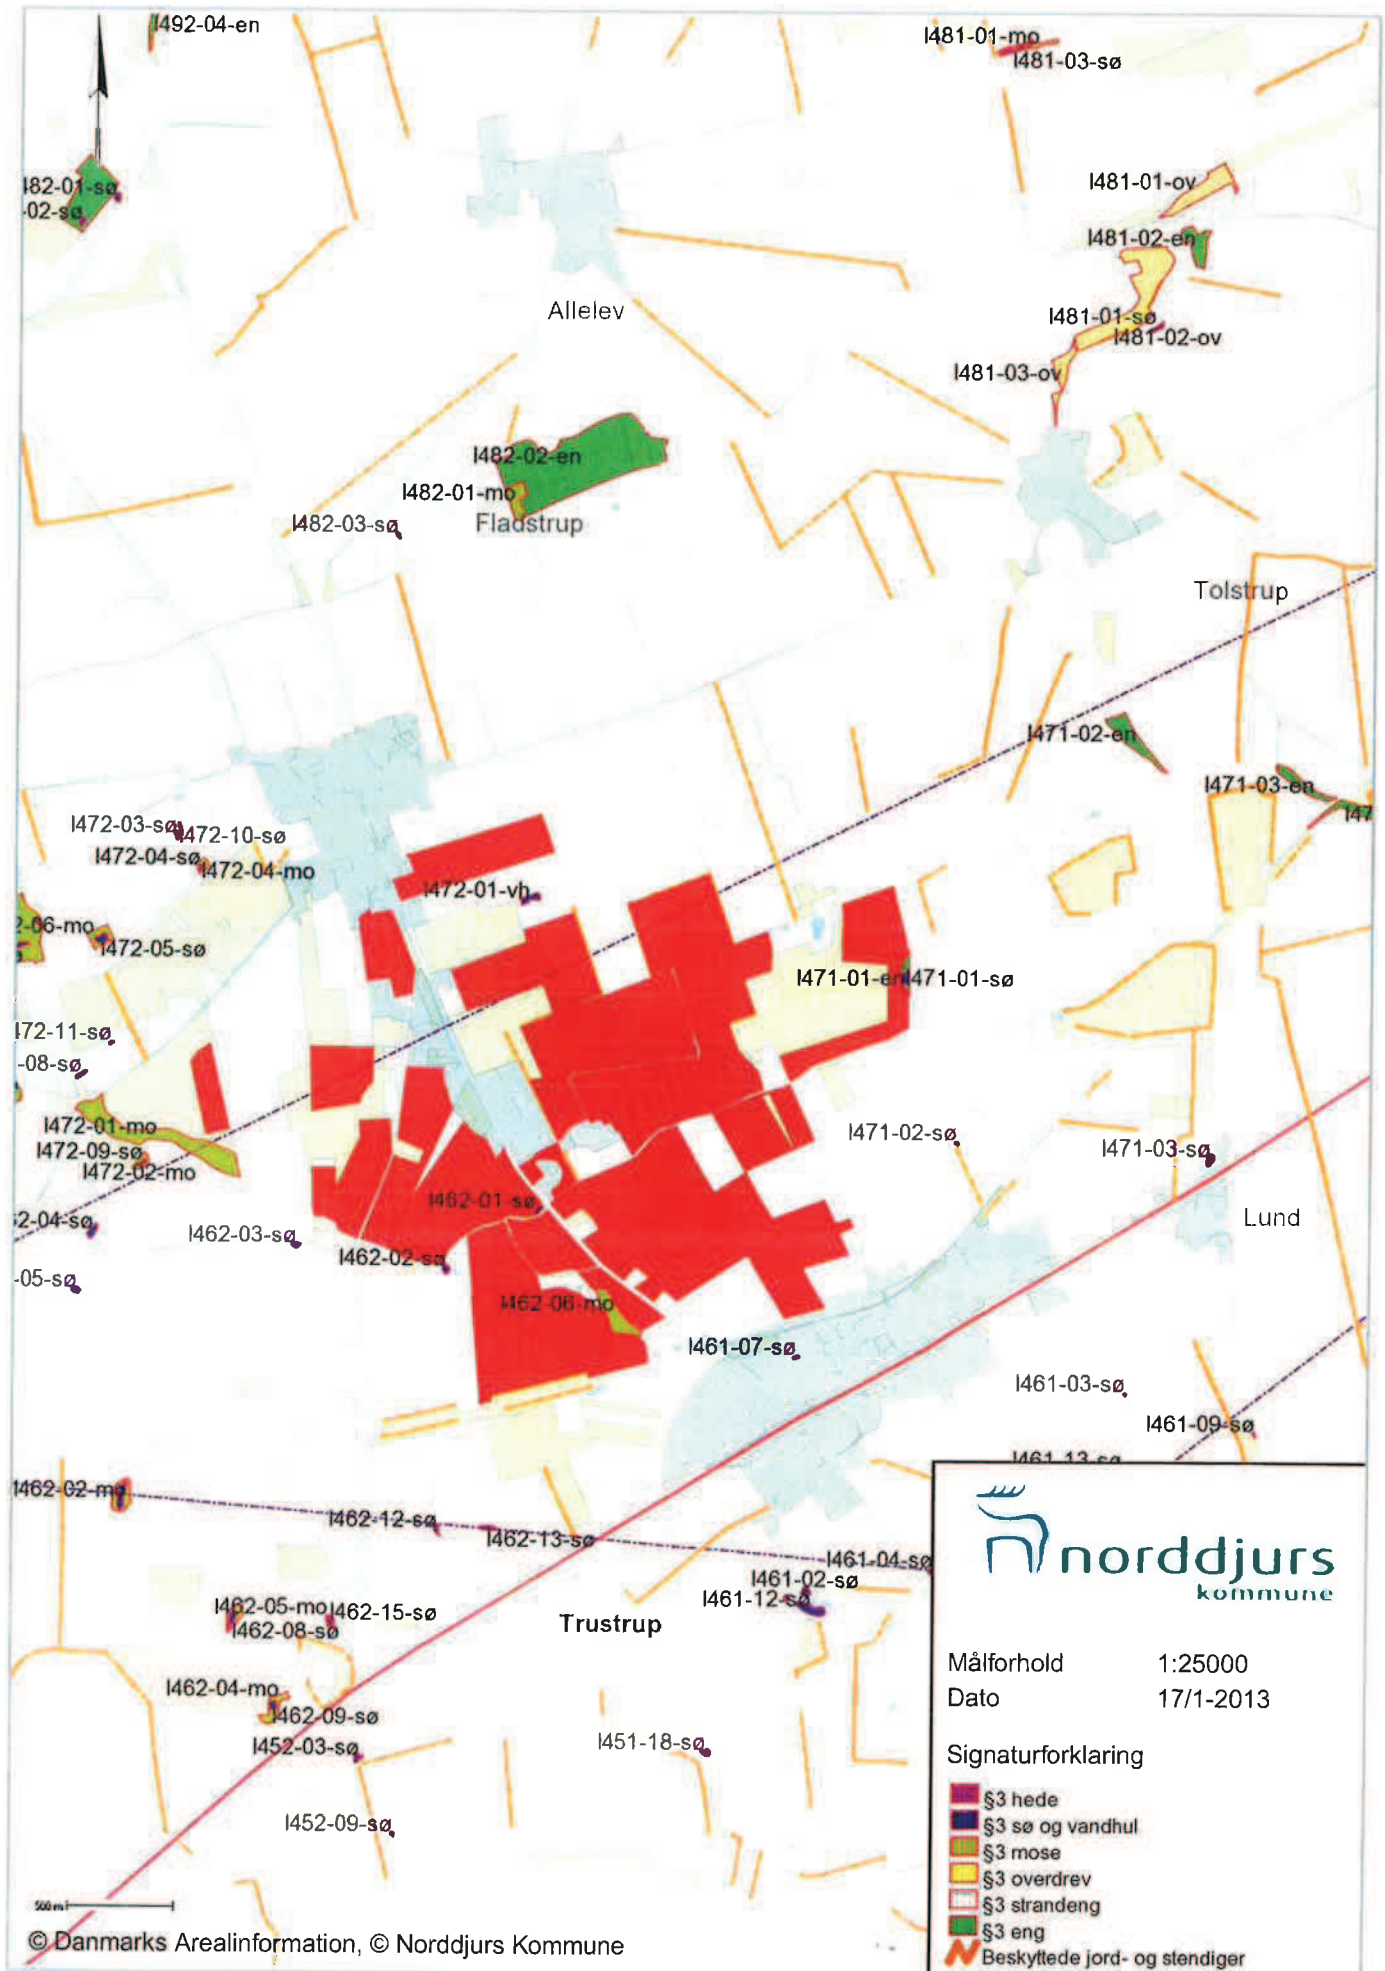 I492-04-en
I481-01-mo
I481-03-sø
I481-01-ov
I482-01-sø
-02-sø
I481-02-en
Allelev
I481-01-sø
I481-02-ov
I481-03-ov
I482-02-en
I482-01-mo
I482-03-sø
Fladstrup
Tolstrup
I471-02-en
I471-03-en
I47
I472-03-sø
I472-10-sø
I472-04-sø
I472-04-mo
I472-01-vh
2-06-mo
I472-05-sø
I471-01-en
I471-01-sø
I472-11-sø
-08-sø
I472-01-mo
I472-09-sø
I472-02-mo
I471-02-sø
I471-03-sø
I462-01-sø
62-04-sø
I462-03-sø
Lund
I462-02-sø
-05-sø
I462-06-mo
I461-07-sø
I461-03-sø
I461-09-sø
I461-13-sø
I462-02-mo
I462-12-sø
I462-13-sø
I461-04-sø
I461-02-sø
I461-12-sø
I462-05-mo
I462-15-sø
I462-08-sø
Trustrup
I462-04-mo
I462-09-sø
I452-03-sø
I451-18-sø
I452-09-sø
norddjurs
kommune
Målforhold 1:25000
Dato 17/1-2013
Signaturforklaring
§3 hede
§3 sø og vandhul
§3 mose
§3 overdrev
§3 strandeng
§3 eng
Beskyttede jord- og stendiger
500 m
© Danmarks Arealinformation, © Norddjurs Kommune